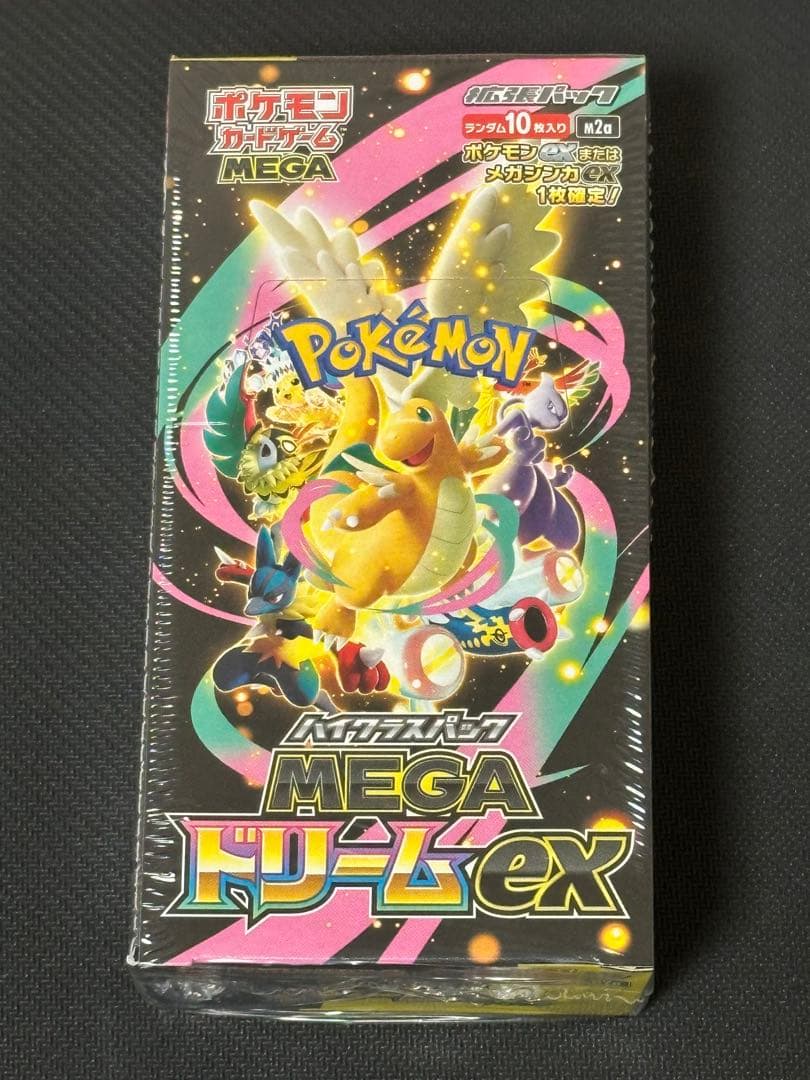 ポケモン
カードゲーム™
MEGA
拡張パック
ランダム10枚入り M2a
ポケモンexまたは
メガシンカex
1枚確定!
POKéMON
™
ハイクラスパック
MEGA
ドリームex